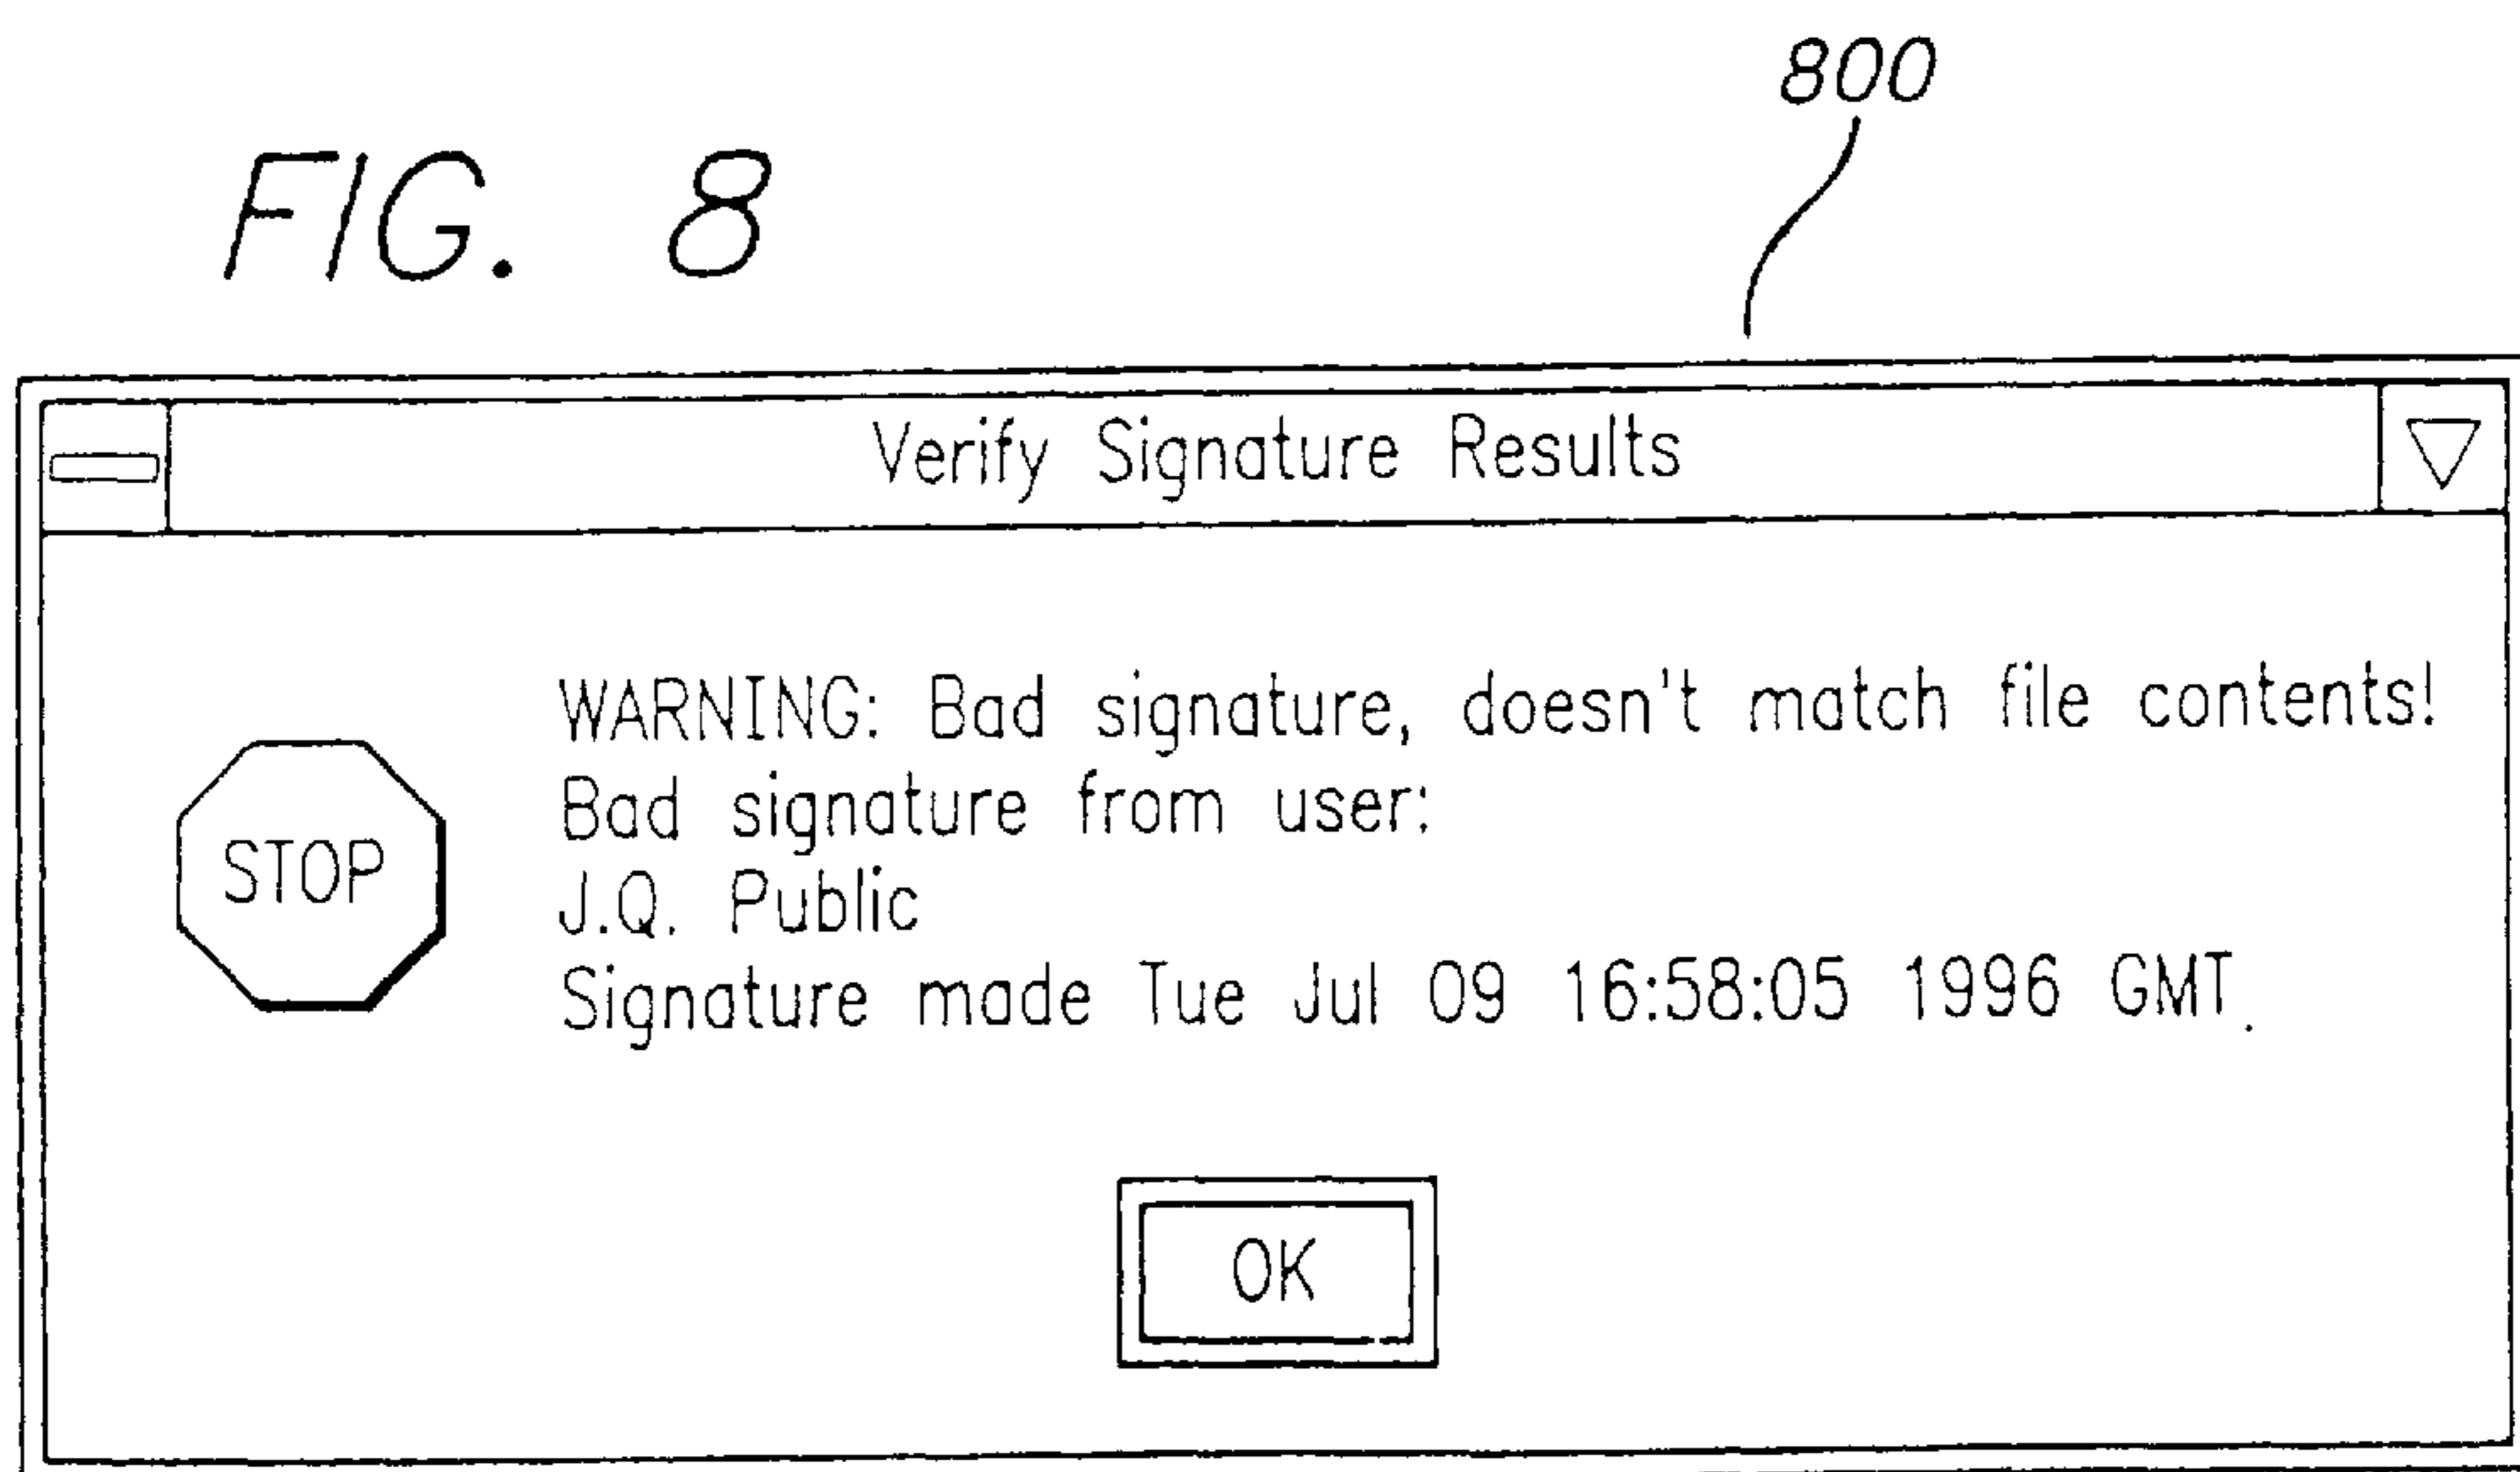 800
FIG. 8
Verify Signature Results
WARNING: Bad signature, doesn't match file contents!
Bad signature from user:
J.Q. Public
STOP
Signature made Tue Jul 09 16:58:05 1996 GMT.
OK